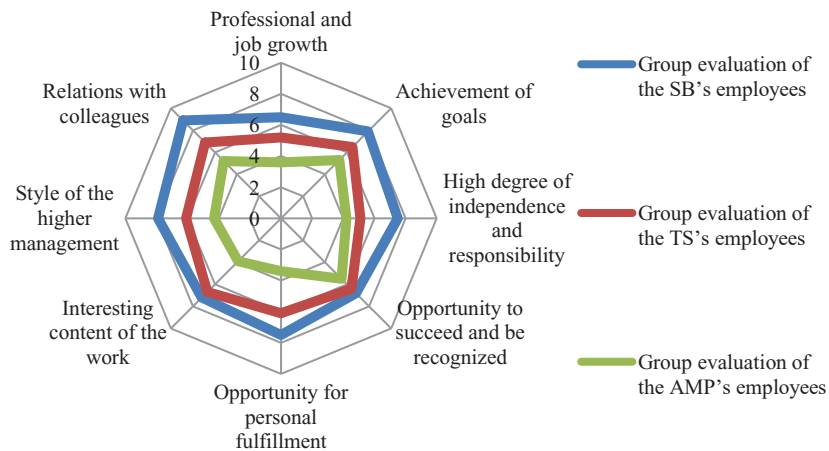 Professional and
job growth
10
8
6
4
2
0
Achievement of
goals
High degree of
independence
and
responsibility
Opportunity to
succeed and be
recognized
Opportunity for
personal
fulfillment
Interesting
content of the
work
Style of the
higher
management
Relations with
colleagues
Group evaluation of
the SB's employees
Group evaluation of
the TS's employees
Group evaluation of
the AMP's employees